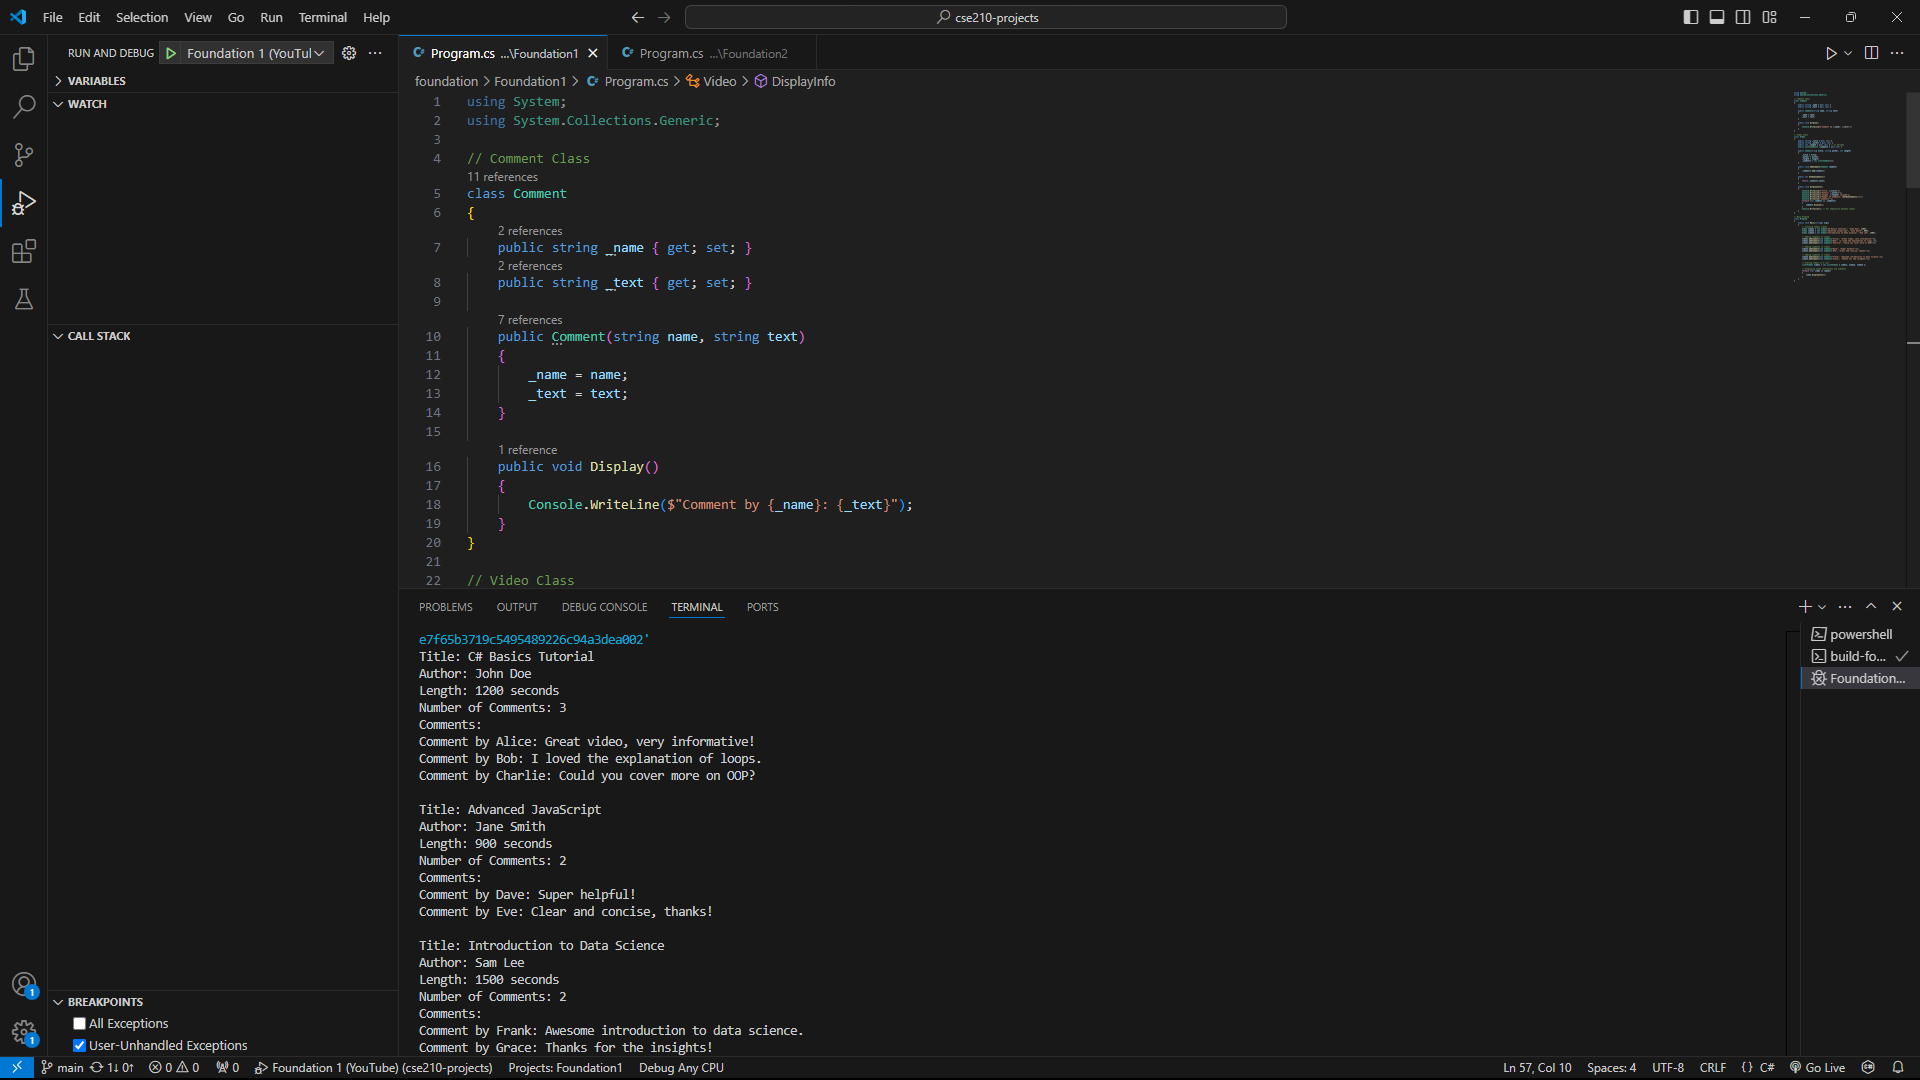 File Edit Selection View Go Run Terminal Help
cse210-projects
RUN AND DEBUG Foundation 1 (YouTul
VARIABLES
WATCH
CALL STACK
BREAKPOINTS
All Exceptions
User-Unhandled Exceptions
1
1
Program.cs ...\Foundation1
Program.cs ...\Foundation2
foundation > Foundation1 > Program.cs > Video > DisplayInfo
1 using System;
2 using System.Collections.Generic;
3
4 // Comment Class
11 references
5 class Comment
6 {
2 references
7 public string _name { get; set; }
2 references
8 public string _text { get; set; }
9
7 references
10 public Comment(string name, string text)
11 {
12 _name = name;
13 _text = text;
14 }
15
1 reference
16 public void Display()
17 {
18 Console.WriteLine($"Comment by {_name}: {_text}");
19 }
20 }
21
22 // Video Class
PROBLEMS OUTPUT DEBUG CONSOLE TERMINAL PORTS
e7f65b3719c5495489226c94a3dea002'
Title: C# Basics Tutorial
Author: John Doe
Length: 1200 seconds
Number of Comments: 3
Comments:
Comment by Alice: Great video, very informative!
Comment by Bob: I loved the explanation of loops.
Comment by Charlie: Could you cover more on OOP?
Title: Advanced JavaScript
Author: Jane Smith
Length: 900 seconds
Number of Comments: 2
Comments:
Comment by Dave: Super helpful!
Comment by Eve: Clear and concise, thanks!
Title: Introduction to Data Science
Author: Sam Lee
Length: 1500 seconds
Number of Comments: 2
Comments:
Comment by Frank: Awesome introduction to data science.
Comment by Grace: Thanks for the insights!
powershell
build-fo...
Foundation...
main 1↓ 0↑ 0 0 0 Foundation 1 (YouTube) (cse210-projects) Projects: Foundation1 Debug Any CPU Ln 57, Col 10 Spaces: 4 UTF-8 CRLF {} C# Go Live